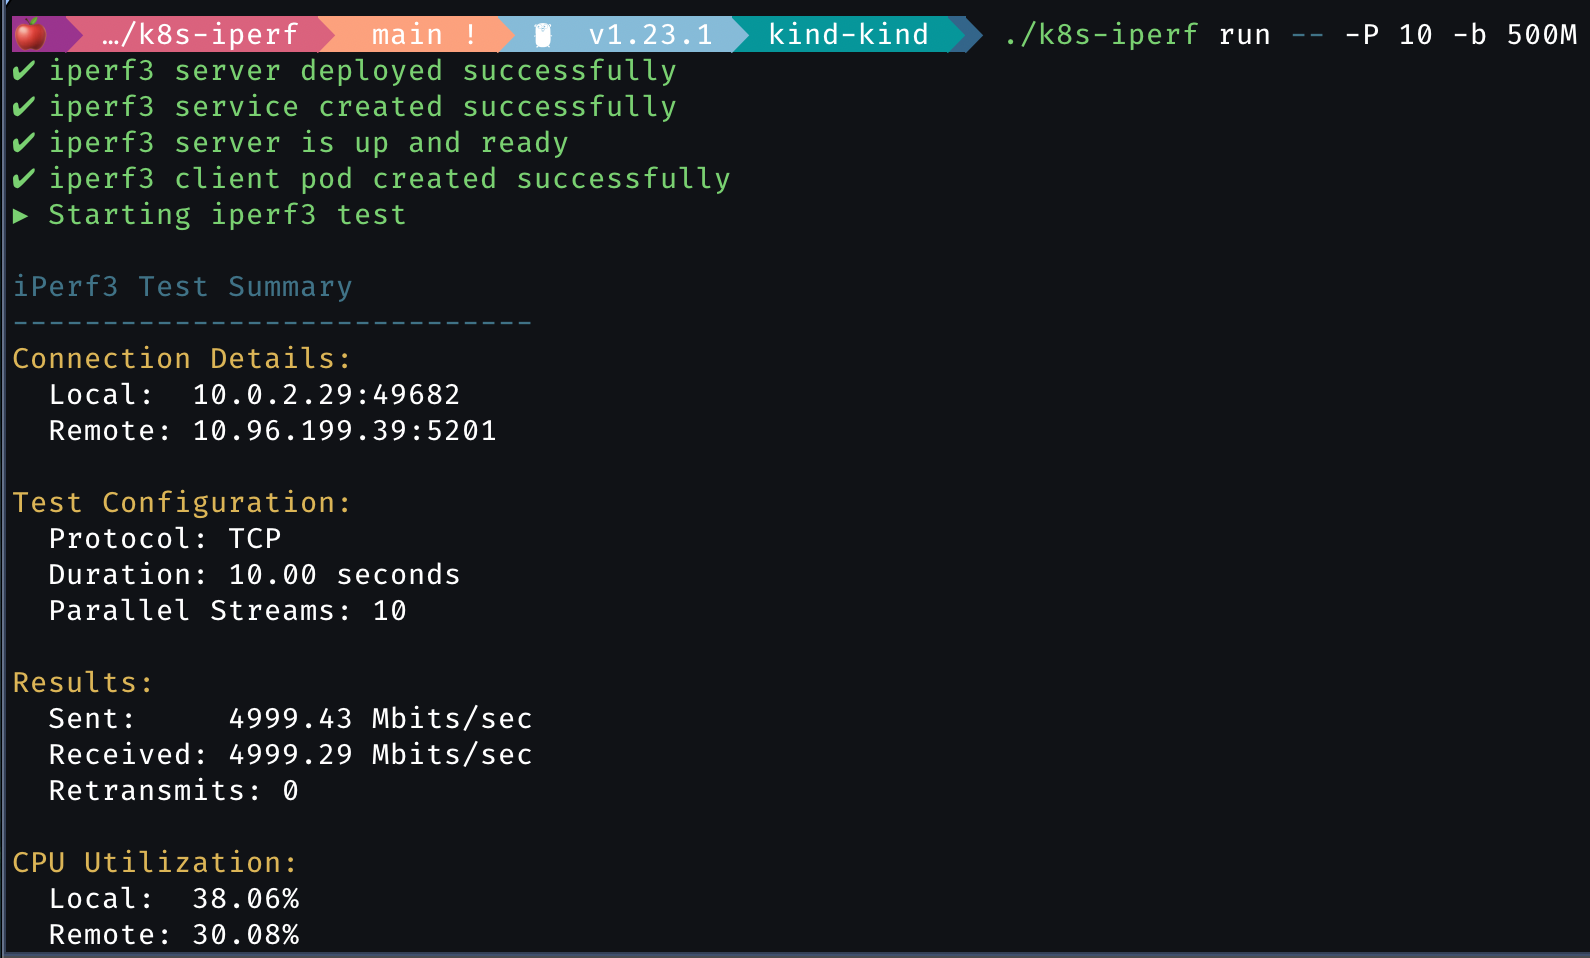 …/k8s-iperf main ! v1.23.1 kind-kind ./k8s-iperf run -- -P 10 -b 500M
✔ iperf3 server deployed successfully
✔ iperf3 service created successfully
✔ iperf3 server is up and ready
✔ iperf3 client pod created successfully
▶ Starting iperf3 test
iPerf3 Test Summary
-----------------------------
Connection Details:
Local: 10.0.2.29:49682
Remote: 10.96.199.39:5201
Test Configuration:
Protocol: TCP
Duration: 10.00 seconds
Parallel Streams: 10
Results:
Sent: 4999.43 Mbits/sec
Received: 4999.29 Mbits/sec
Retransmits: 0
CPU Utilization:
Local: 38.06%
Remote: 30.08%